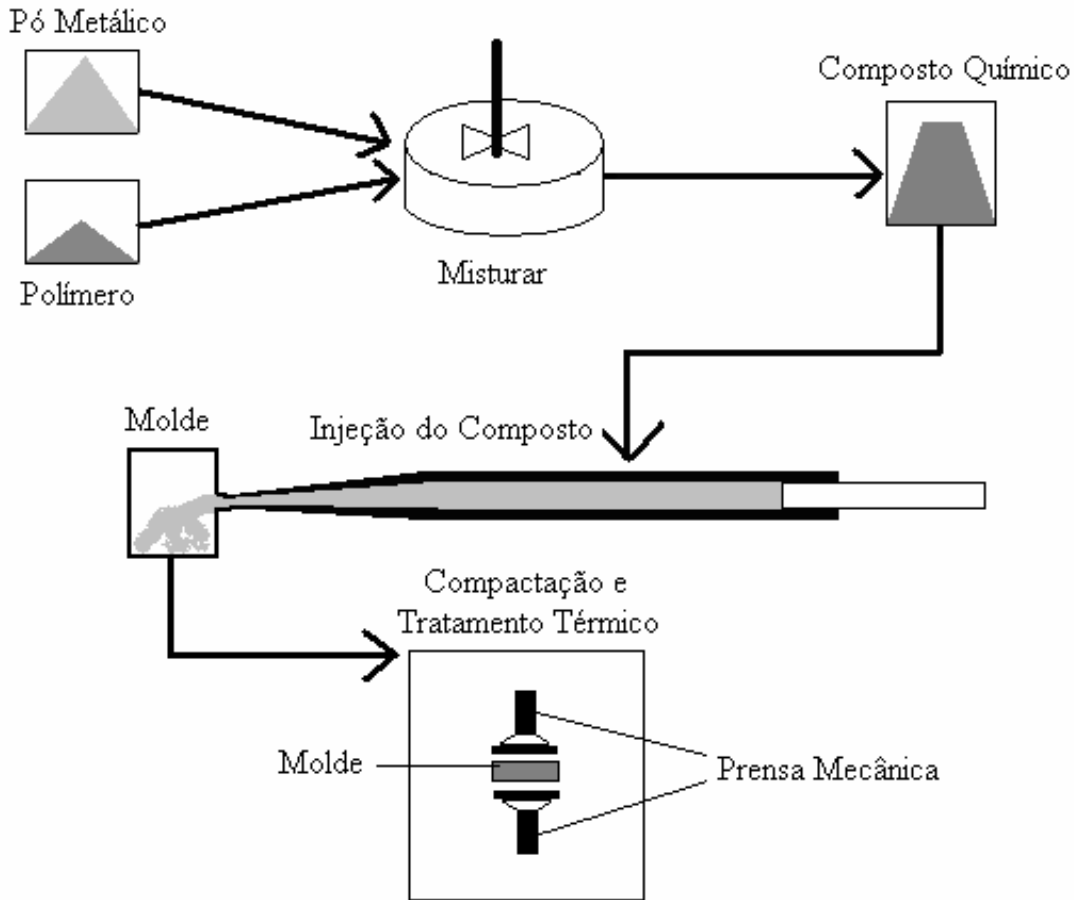 Pó Metálico
Composto Químico
Misturar
Polímero
Molde
Injeção do Composto
Compactação e
Tratamento Térmico
Molde
Prensa Mecânica